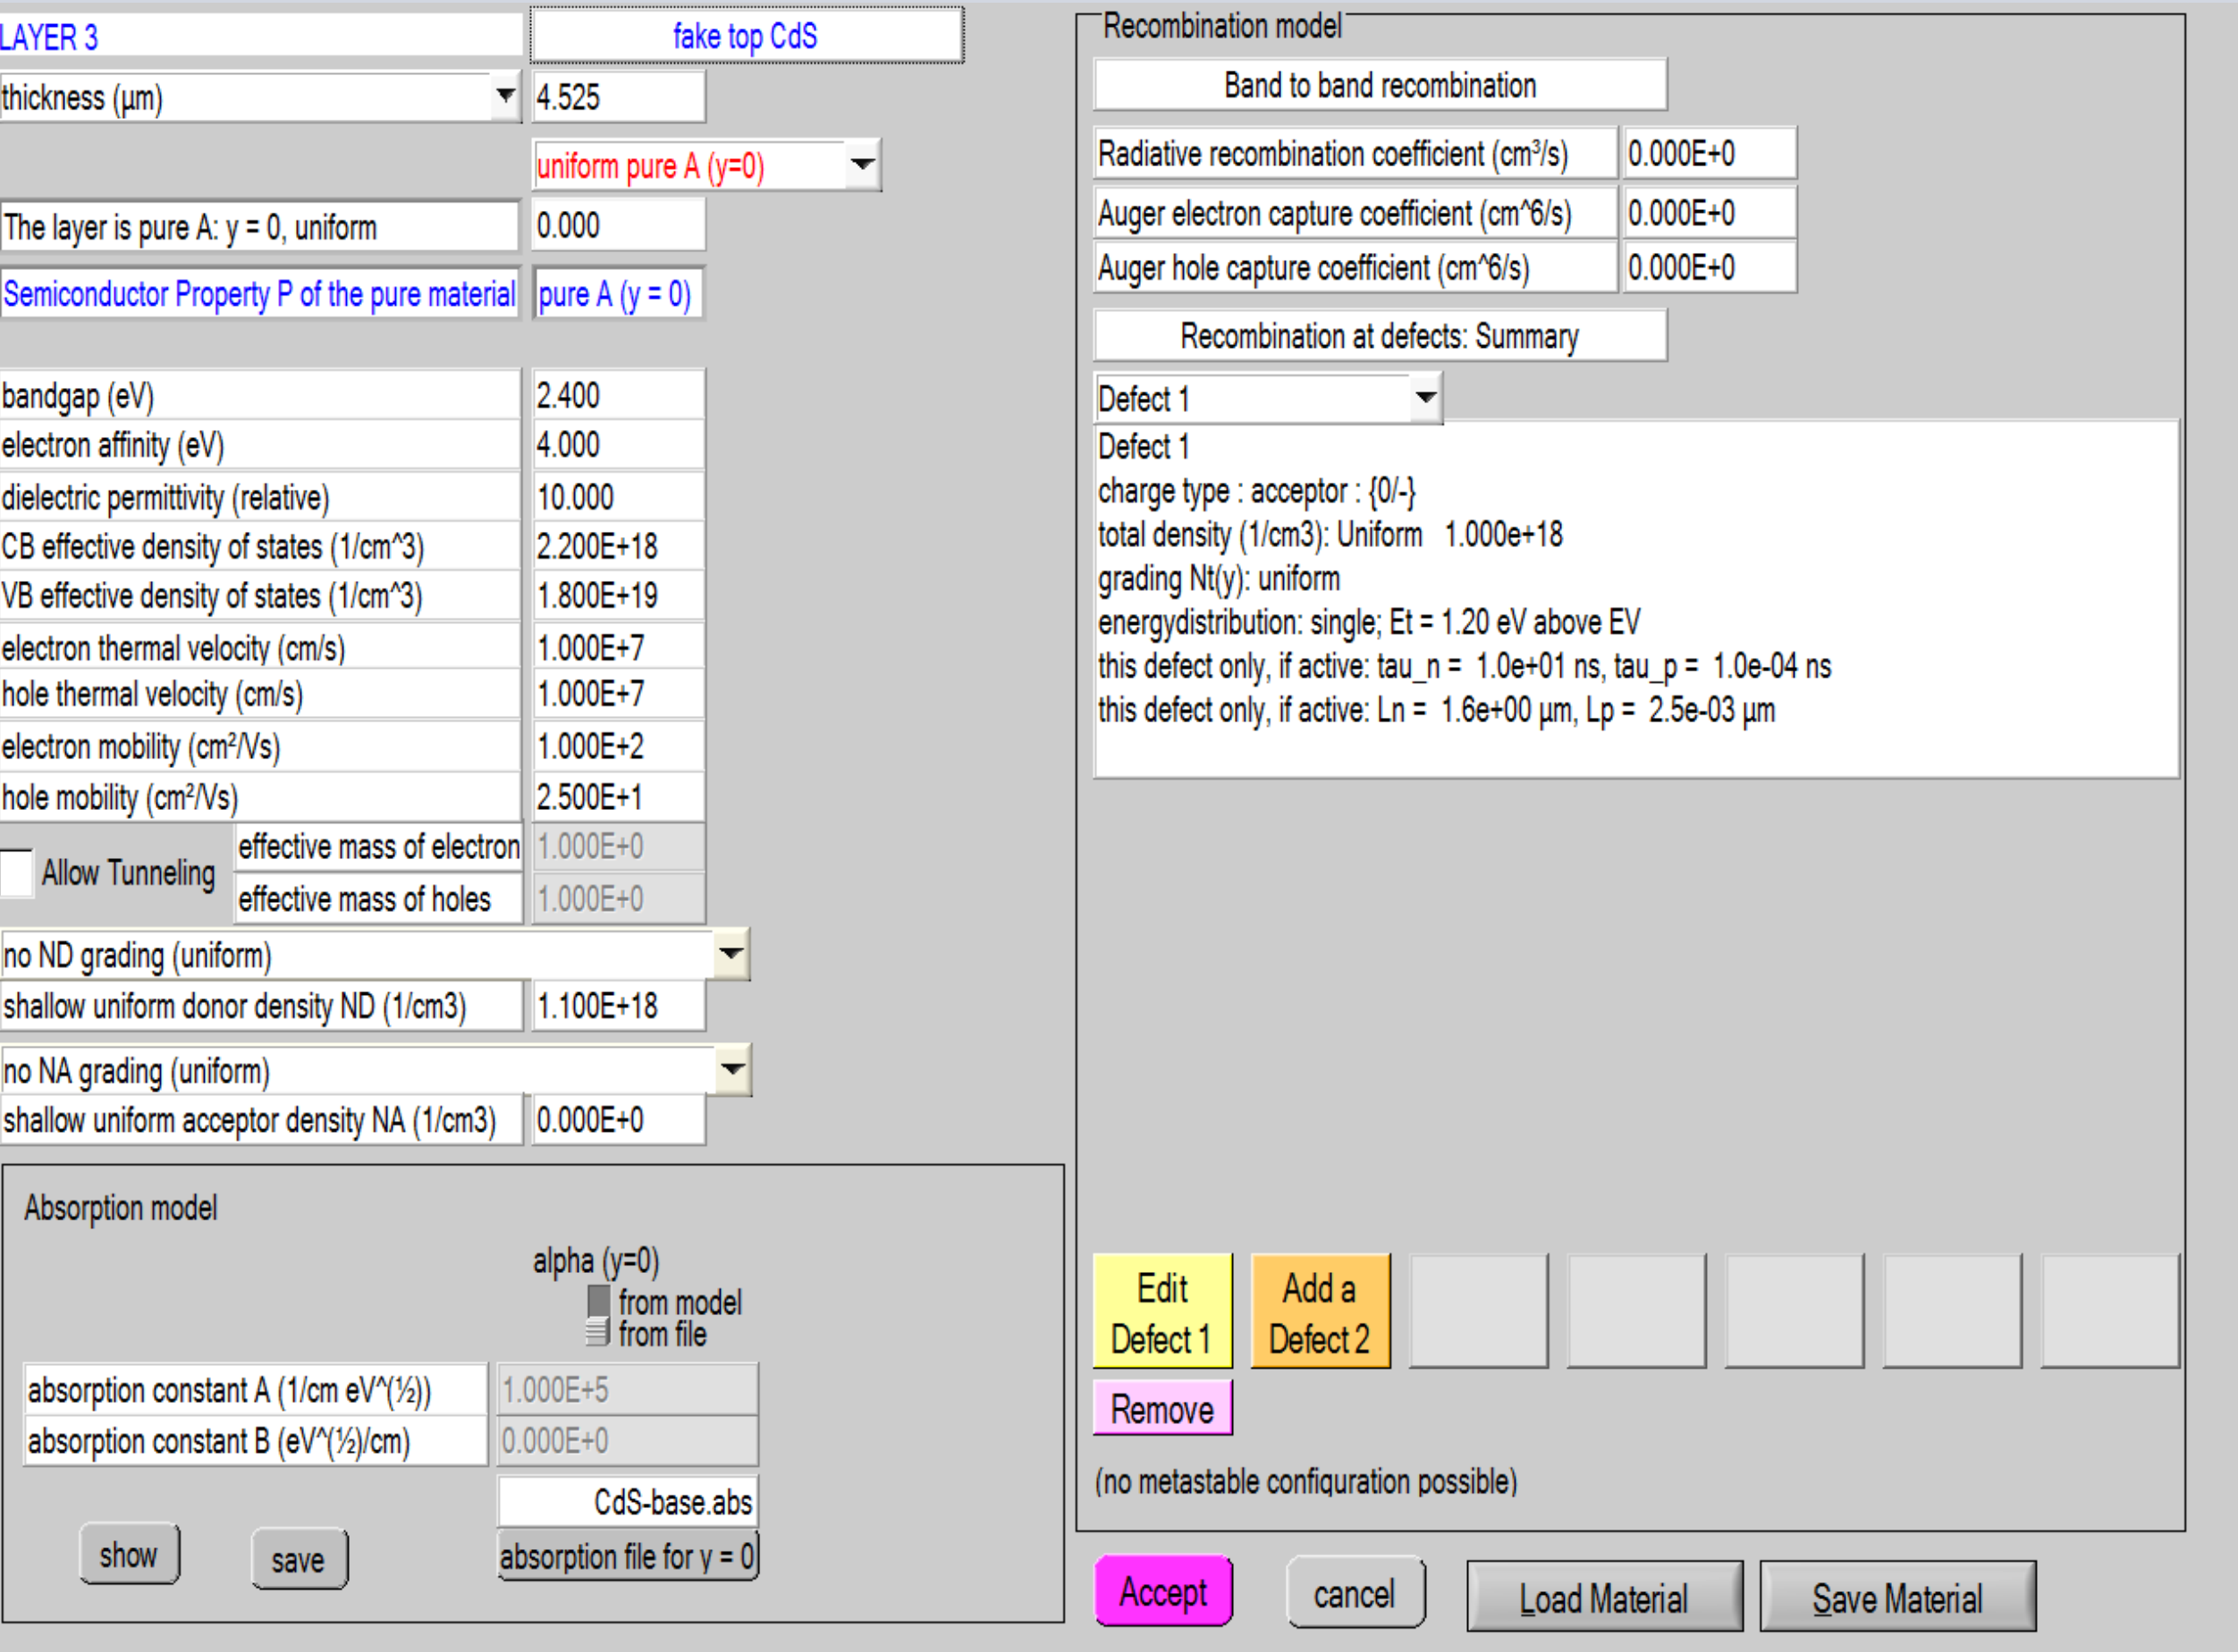 LAYER 3
fake top CdS
thickness (µm)
4.525
uniform pure A (y=0)
The layer is pure A: y = 0, uniform
0.000
Semiconductor Property P of the pure material
pure A (y = 0)
bandgap (eV)
2.400
electron affinity (eV)
4.000
dielectric permittivity (relative)
10.000
CB effective density of states (1/cm^3)
2.200E+18
VB effective density of states (1/cm^3)
1.800E+19
electron thermal velocity (cm/s)
1.000E+7
hole thermal velocity (cm/s)
1.000E+7
electron mobility (cm²/Vs)
1.000E+2
hole mobility (cm²/Vs)
2.500E+1
Allow Tunneling
effective mass of electron
1.000E+0
effective mass of holes
1.000E+0
no ND grading (uniform)
shallow uniform donor density ND (1/cm3)
1.100E+18
no NA grading (uniform)
shallow uniform acceptor density NA (1/cm3)
0.000E+0
Absorption model
alpha (y=0)
from model
from file
absorption constant A (1/cm eV^(½))
1.000E+5
absorption constant B (eV^(½)/cm)
0.000E+0
CdS-base.abs
show
save
absorption file for y = 0
Recombination model
Band to band recombination
Radiative recombination coefficient (cm³/s)
0.000E+0
Auger electron capture coefficient (cm^6/s)
0.000E+0
Auger hole capture coefficient (cm^6/s)
0.000E+0
Recombination at defects: Summary
Defect 1
Defect 1
charge type : acceptor : {0/-}
total density (1/cm3): Uniform 1.000e+18
grading Nt(y): uniform
energydistribution: single; Et = 1.20 eV above EV
this defect only, if active: tau_n = 1.0e+01 ns, tau_p = 1.0e-04 ns
this defect only, if active: Ln = 1.6e+00 µm, Lp = 2.5e-03 µm
Edit
Defect 1
Add a
Defect 2
Remove
(no metastable configuration possible)
Accept
cancel
Load Material
Save Material